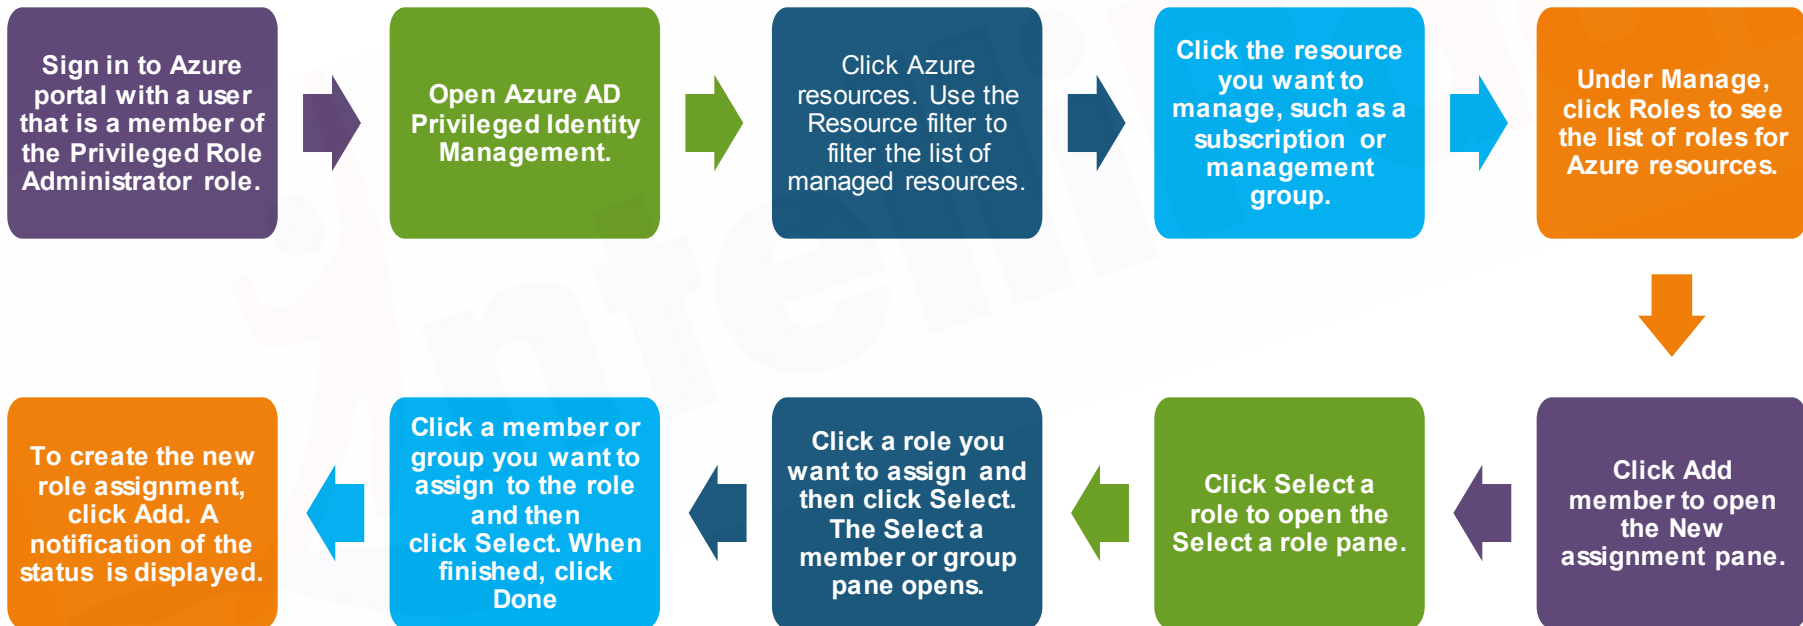 Sign in to Azure
portal with a user
that is a member of
the Privileged Role
Administrator role.
Open Azure AD
Privileged Identity
Management.
Click Azure
resources. Use the
Resource filter to
filter the list of
managed resources.
Click the resource
you want to
manage, such as a
subscription or
management
group.
Under Manage,
click Roles to see
the list of roles for
Azure resources.
Click Add
member to open
the New
assignment pane.
Click Select a
role to open the
Select a role pane.
Click a role you
want to assign and
then click Select.
The Select a
member or group
pane opens.
Click a member or
group you want to
assign to the role
and then
click Select. When
finished, click
Done
To create the new
role assignment,
click Add. A
notification of the
status is displayed.